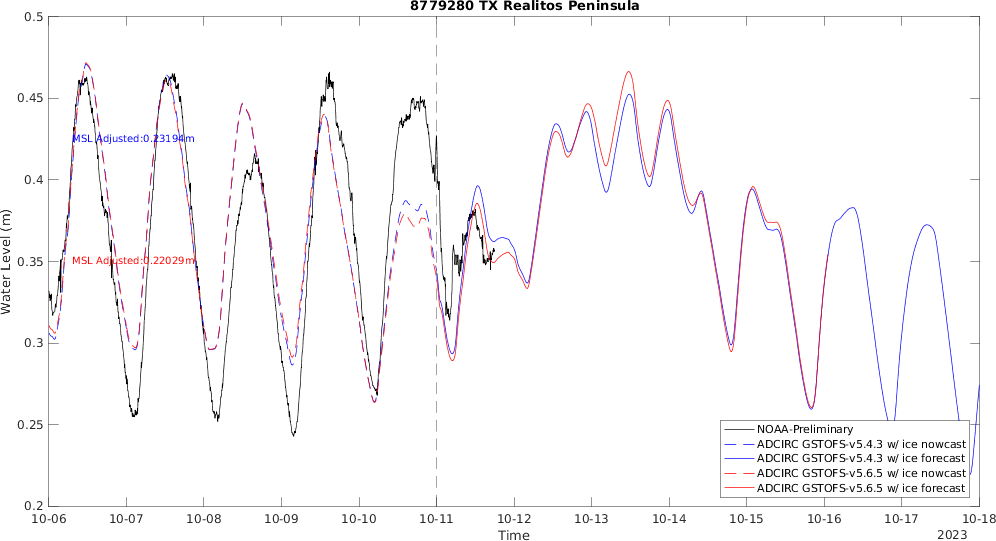 8779280 TX Realitos Peninsula
0.5
0.45
0.4
0.35
0.3
0.25
0.2
Water Level (m)
MSL Adjusted:0.23194m
MSL Adjusted:0.22029m
NOAA-Preliminary
ADCIRC GSTOFS-v5.4.3 w/ ice nowcast
ADCIRC GSTOFS-v5.4.3 w/ ice forecast
ADCIRC GSTOFS-v5.6.5 w/ ice nowcast
ADCIRC GSTOFS-v5.6.5 w/ ice forecast
10-06 10-07 10-08 10-09 10-10 10-11 10-12 10-13 10-14 10-15 10-16 10-17 10-18
Time
2023